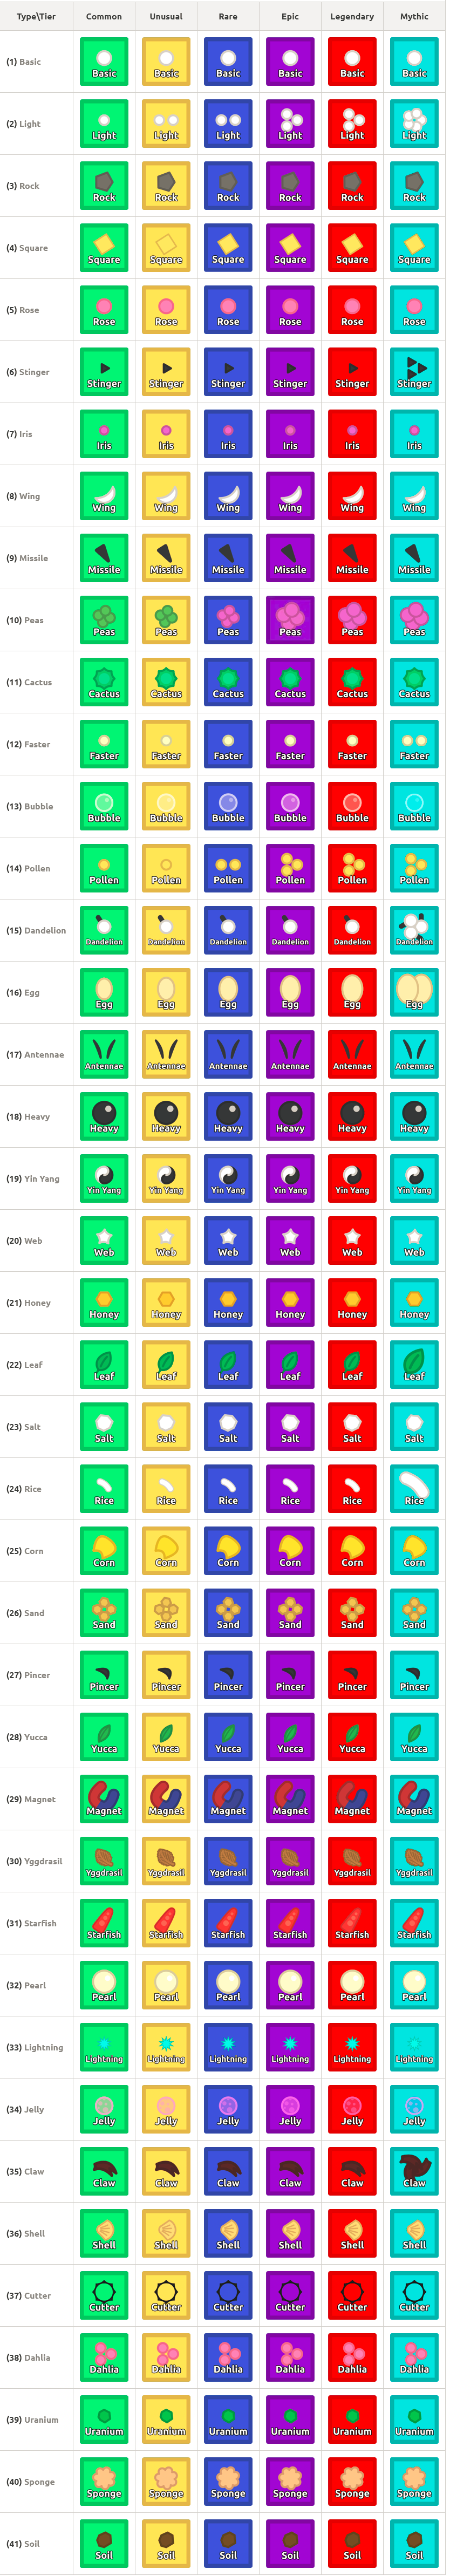 Type\Tier Common Unusual Rare Epic Legendary Mythic
(1) Basic Basic Basic Basic Basic Basic Basic
(2) Light Light Light Light Light Light Light
(3) Rock Rock Rock Rock Rock Rock Rock
(4) Square Square Square Square Square Square Square
(5) Rose Rose Rose Rose Rose Rose Rose
(6) Stinger Stinger Stinger Stinger Stinger Stinger Stinger
(7) Iris Iris Iris Iris Iris Iris Iris
(8) Wing Wing Wing Wing Wing Wing Wing
(9) Missile Missile Missile Missile Missile Missile Missile
(10) Peas Peas Peas Peas Peas Peas Peas
(11) Cactus Cactus Cactus Cactus Cactus Cactus Cactus
(12) Faster Faster Faster Faster Faster Faster Faster
(13) Bubble Bubble Bubble Bubble Bubble Bubble Bubble
(14) Pollen Pollen Pollen Pollen Pollen Pollen Pollen
(15) Dandelion Dandelion Dandelion Dandelion Dandelion Dandelion Dandelion
(16) Egg Egg Egg Egg Egg Egg Egg
(17) Antennae Antennae Antennae Antennae Antennae Antennae Antennae
(18) Heavy Heavy Heavy Heavy Heavy Heavy Heavy
(19) Yin Yang Yin Yang Yin Yang Yin Yang Yin Yang Yin Yang Yin Yang
(20) Web Web Web Web Web Web Web
(21) Honey Honey Honey Honey Honey Honey Honey
(22) Leaf Leaf Leaf Leaf Leaf Leaf Leaf
(23) Salt Salt Salt Salt Salt Salt Salt
(24) Rice Rice Rice Rice Rice Rice Rice
(25) Corn Corn Corn Corn Corn Corn Corn
(26) Sand Sand Sand Sand Sand Sand Sand
(27) Pincer Pincer Pincer Pincer Pincer Pincer Pincer
(28) Yucca Yucca Yucca Yucca Yucca Yucca Yucca
(29) Magnet Magnet Magnet Magnet Magnet Magnet Magnet
(30) Yggdrasil Yggdrasil Yggdrasil Yggdrasil Yggdrasil Yggdrasil Yggdrasil
(31) Starfish Starfish Starfish Starfish Starfish Starfish Starfish
(32) Pearl Pearl Pearl Pearl Pearl Pearl Pearl
(33) Lightning Lightning Lightning Lightning Lightning Lightning Lightning
(34) Jelly Jelly Jelly Jelly Jelly Jelly Jelly
(35) Claw Claw Claw Claw Claw Claw Claw
(36) Shell Shell Shell Shell Shell Shell Shell
(37) Cutter Cutter Cutter Cutter Cutter Cutter Cutter
(38) Dahlia Dahlia Dahlia Dahlia Dahlia Dahlia Dahlia
(39) Uranium Uranium Uranium Uranium Uranium Uranium Uranium
(40) Sponge Sponge Sponge Sponge Sponge Sponge Sponge
(41) Soil Soil Soil Soil Soil Soil Soil